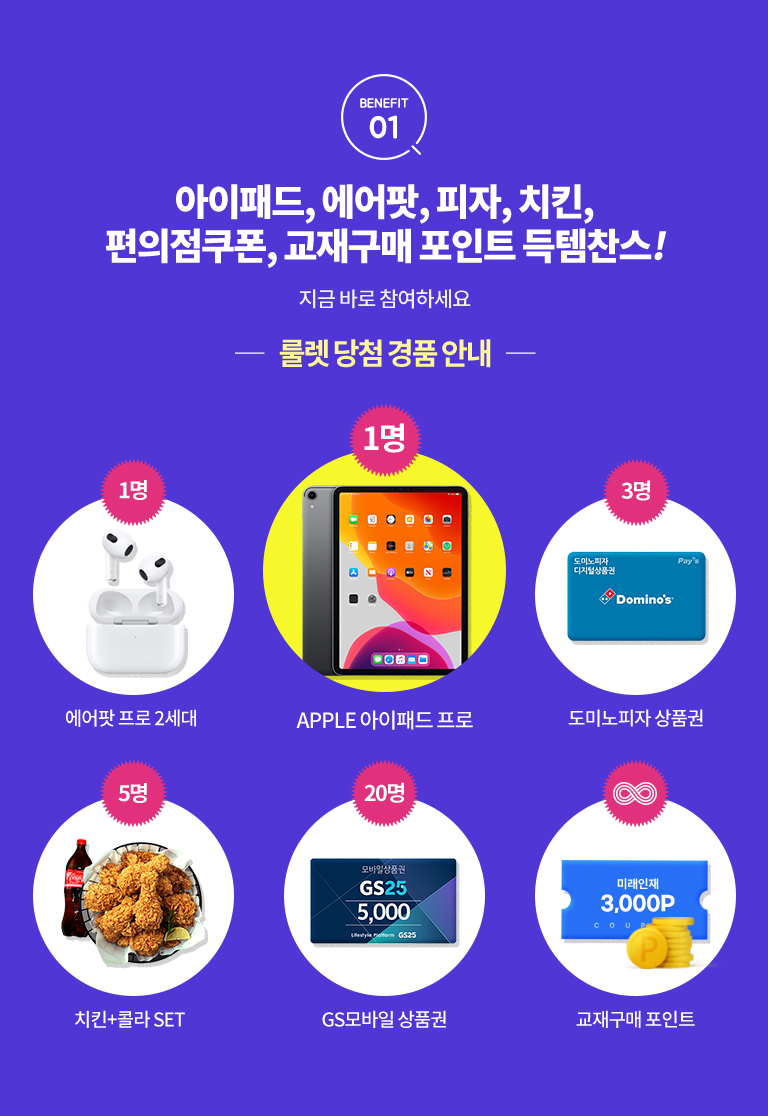 BENEFIT
01
아이패드, 에어팟, 피자, 치킨,
편의점쿠폰, 교재구매 포인트 득템찬스!
지금 바로 참여하세요
룰렛 당첨 경품 안내
1명
에어팟 프로 2세대
1명
APPLE 아이패드 프로
3명
도미노피자
디지털상품권
Pay's
Domino's
도미노피자 상품권
5명
치킨+콜라 SET
20명
모바일상품권
GS25
5,000
Lifestyle Platform GS25
GS모바일 상품권
미래인재
3,000P
COUP
P
교재구매 포인트